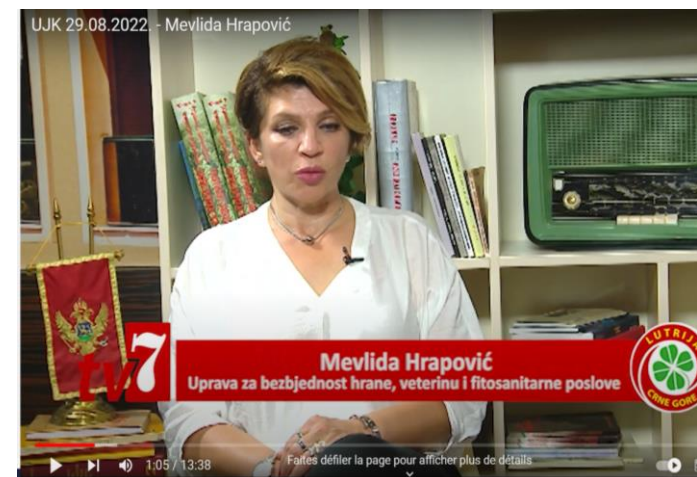 UJK 29.08.2022. - Mevlida Hrapović
tv7
Mevlida Hrapović
Uprava za bezbjednost hrane, veterinu i fitosanitarne poslove
LUTRIJA
CRNE GORE
1:05 / 13:38
Faites défiler la page pour afficher plus de détails